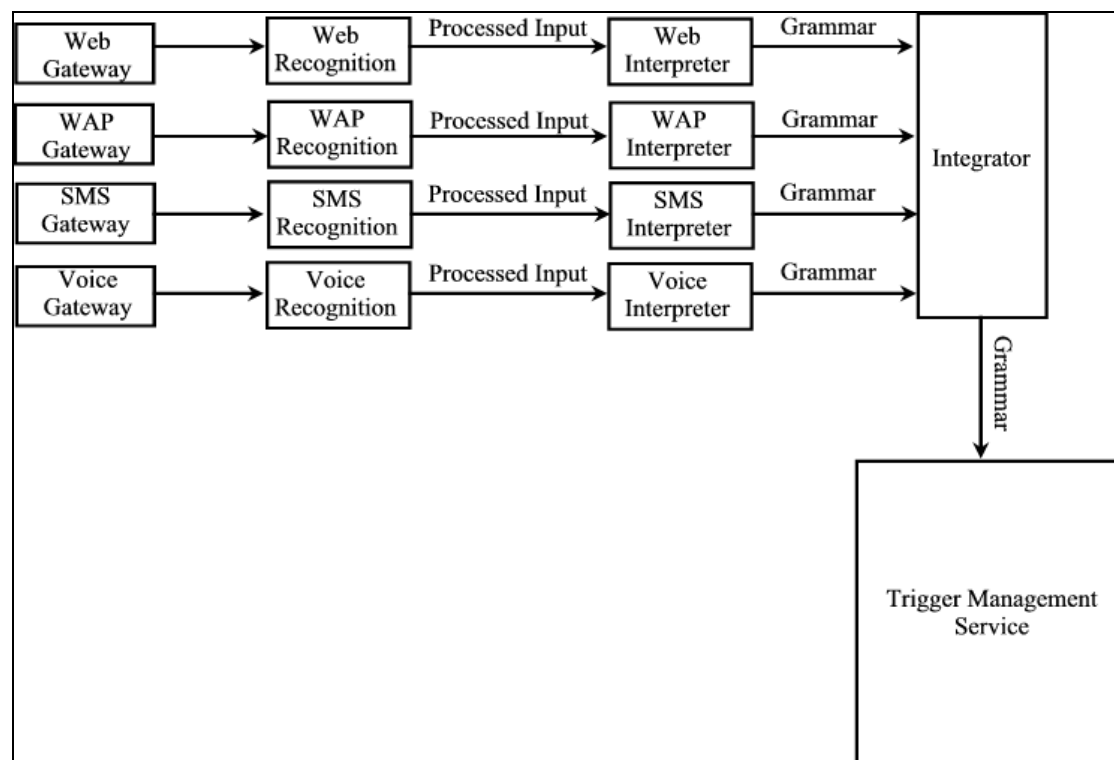 Web
Gateway
Web
Recognition
Processed Input
Web
Interpreter
Grammar
WAP
Gateway
WAP
Recognition
Processed Input
WAP
Interpreter
Grammar
Integrator
SMS
Gateway
SMS
Recognition
Processed Input
SMS
Interpreter
Grammar
Voice
Gateway
Voice
Recognition
Processed Input
Voice
Interpreter
Grammar
Grammar
Trigger Management
Service